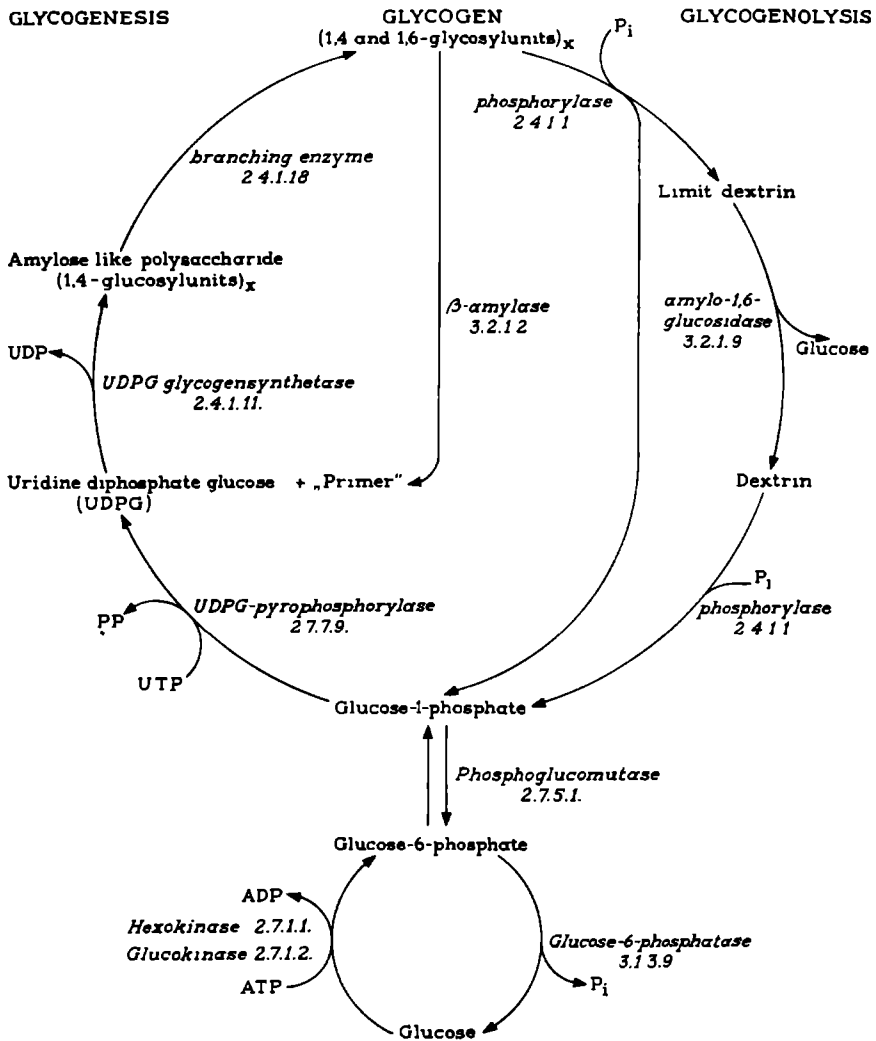 GLYCOGENESIS
GLYCOGEN
(1,4 and 1,6-glycosylunits)x
GLYCOGENOLYSIS
Pi
phosphorylase
2 4 1 1
branching enzyme
2 4.1.18
Limit dextrin
Amylose like polysaccharide
(1,4-glucosylunits)x
β-amylase
3.2.1 2
amylo-1,6-
glucosidase
3.2.1.9
Glucose
UDP
UDPG glycogensynthetase
2.4.1.11.
Uridine diphosphate glucose + „Primer"
(UDPG)
Dextrin
Pi
phosphorylase
2 4 1 1
UDPG-pyrophosphorylase
2 7.7.9.
PP
UTP
Glucose-1-phosphate
Phosphoglucomutase
2.7.5.1.
Glucose-6-phosphate
ADP
Hexokinase 2.7.1.1.
Glucokinase 2.7.1.2.
ATP
Glucose-6-phosphatase
3.1 3.9
Pi
Glucose